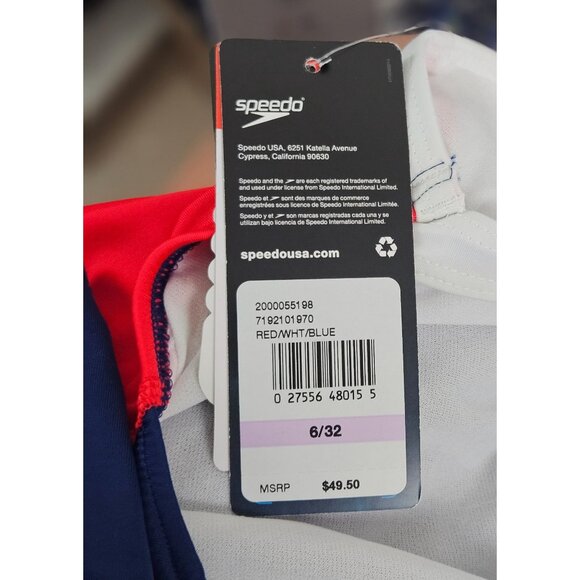 speedo
Speedo USA, 6251 Katella Avenue
Cypress, California 90630
Speedo and the are each registered trademarks of
and used under license from Speedo International Limited.
Speedo et sont des marques de commerce
enregistrées sous licence de Speedo International Limitée.
Speedo y et son marcas registradas cada una y se
utilizan bajo licencia de Speedo International Limited.
speedousa.com
2000055198
7192101970
RED/WHT/BLUE
0 27556 48015 5
6/32
MSRP $49.50